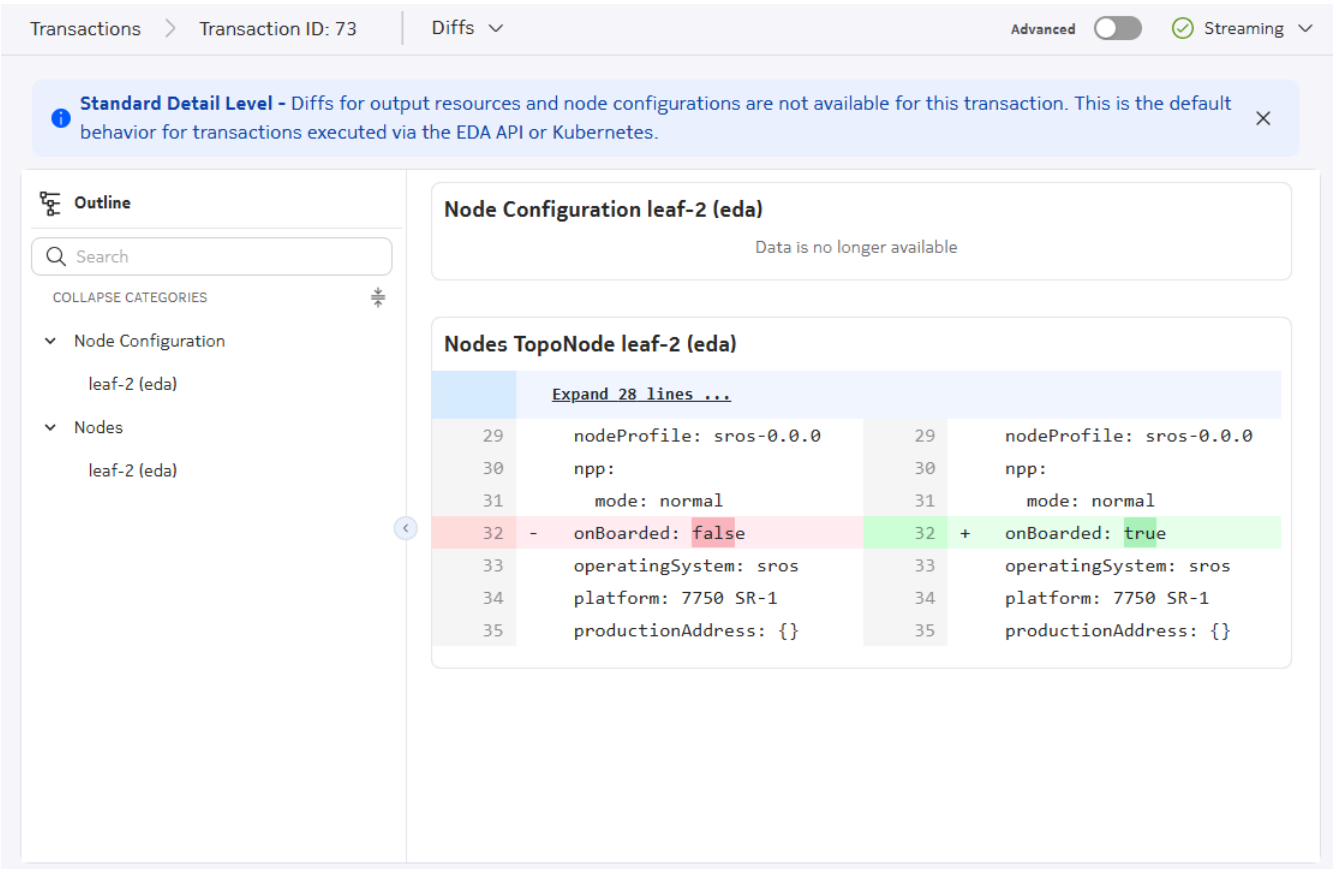 Transactions > Transaction ID: 73 Diffs Advanced Streaming
Standard Detail Level - Diffs for output resources and node configurations are not available for this transaction. This is the default
behavior for transactions executed via the EDA API or Kubernetes.
Outline
Search
COLLAPSE CATEGORIES
Node Configuration
leaf-2 (eda)
Nodes
leaf-2 (eda)
Node Configuration leaf-2 (eda)
Data is no longer available
Nodes TopoNode leaf-2 (eda)
Expand 28 lines ...
29 nodeProfile: sros-0.0.0 29 nodeProfile: sros-0.0.0
30 npp: 30 npp:
31 mode: normal 31 mode: normal
32 - onBoarded: false 32 + onBoarded: true
33 operatingSystem: sros 33 operatingSystem: sros
34 platform: 7750 SR-1 34 platform: 7750 SR-1
35 productionAddress: {} 35 productionAddress: {}